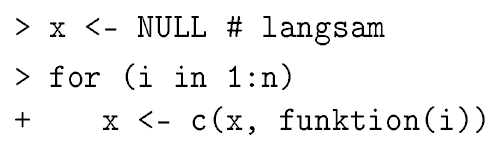 > x <- NULL # langsam
> for (i in 1:n)
+    x <- c(x, funktion(i))